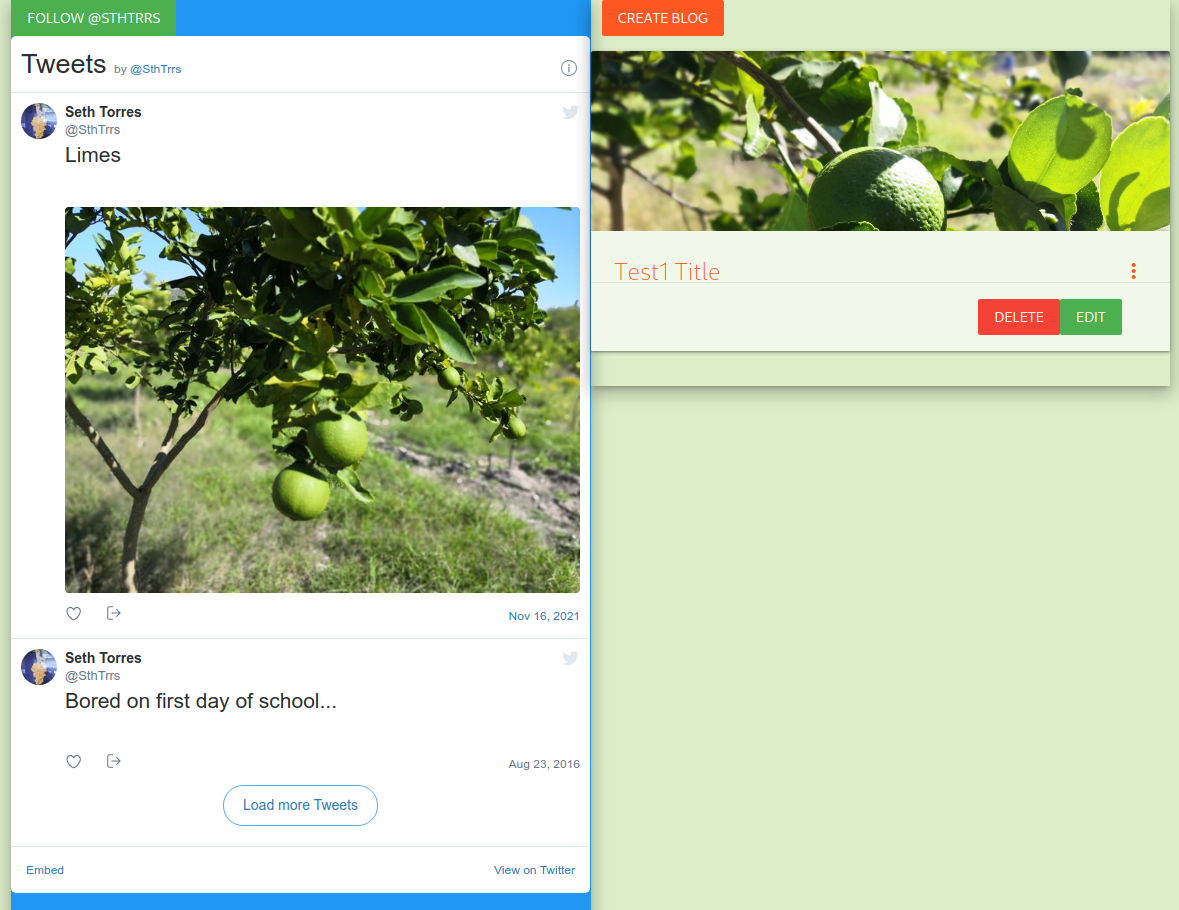 FOLLOW @STHTRRS
Tweets by @SthTrrs
Seth Torres
@SthTrrs
Limes
Nov 16, 2021
Seth Torres
@SthTrrs
Bored on first day of school...
Aug 23, 2016
Load more Tweets
Embed
View on Twitter
CREATE BLOG
Test1 Title
DELETE
EDIT